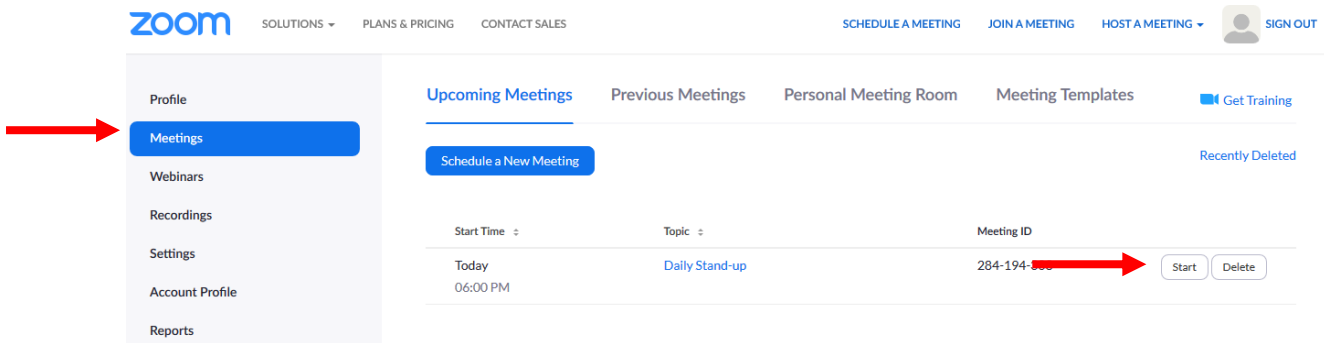 zoom SOLUTIONS PLANS & PRICING CONTACT SALES SCHEDULE A MEETING JOIN A MEETING HOST A MEETING SIGN OUT
Profile
Meetings
Webinars
Recordings
Settings
Account Profile
Reports
Upcoming Meetings Previous Meetings Personal Meeting Room Meeting Templates
Get Training
Schedule a New Meeting
Recently Deleted
Start Time Topic Meeting ID
Today Daily Stand-up 284-194- Start Delete
06:00 PM